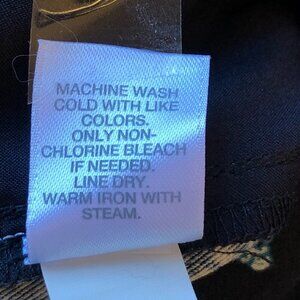 MACHINE WASH
COLD WITH LIKE
COLORS.
ONLY NON-
CHLORINE BLEACH
IF NEEDED.
LINE DRY.
WARM IRON WITH
STEAM.